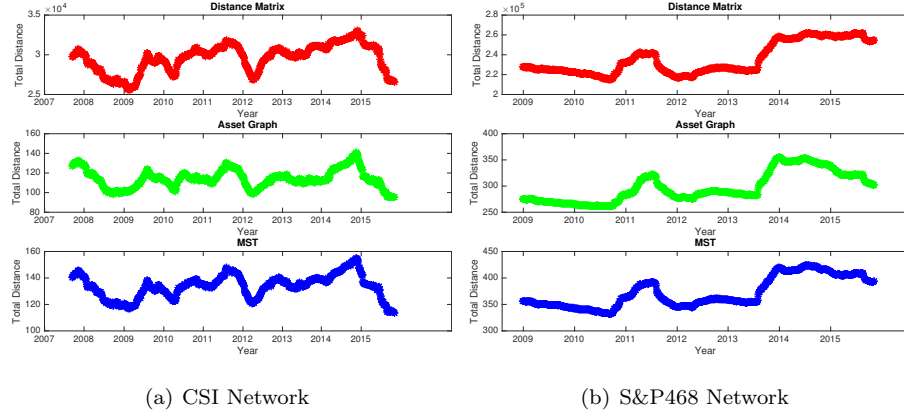 Distance Matrix
×10^4
3.5
3
2.5
Total Distance
2007 2008 2009 2010 2011 2012 2013 2014 2015
Year
Asset Graph
160
140
120
100
80
Total Distance
2007 2008 2009 2010 2011 2012 2013 2014 2015
Year
MST
160
140
120
100
Total Distance
2007 2008 2009 2010 2011 2012 2013 2014 2015
Year
(a) CSI Network
Distance Matrix
×10^5
2.8
2.6
2.4
2.2
2
Total Distance
2009 2010 2011 2012 2013 2014 2015
Year
Asset Graph
400
350
300
250
Total Distance
2009 2010 2011 2012 2013 2014 2015
Year
MST
450
400
350
300
Total Distance
2009 2010 2011 2012 2013 2014 2015
Year
(b) S&P468 Network